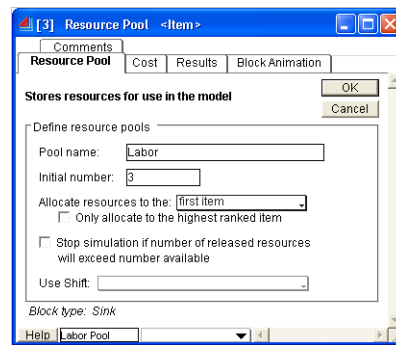 [3] Resource Pool <Item>
Comments
Resource Pool Cost Results Block Animation
Stores resources for use in the model
OK
Cancel
Define resource pools
Pool name: Labor
Initial number: 3
Allocate resources to the: first item
Only allocate to the highest ranked item
Stop simulation if number of released resources
will exceed number available
Use Shift:
Block type: Sink
Help Labor Pool